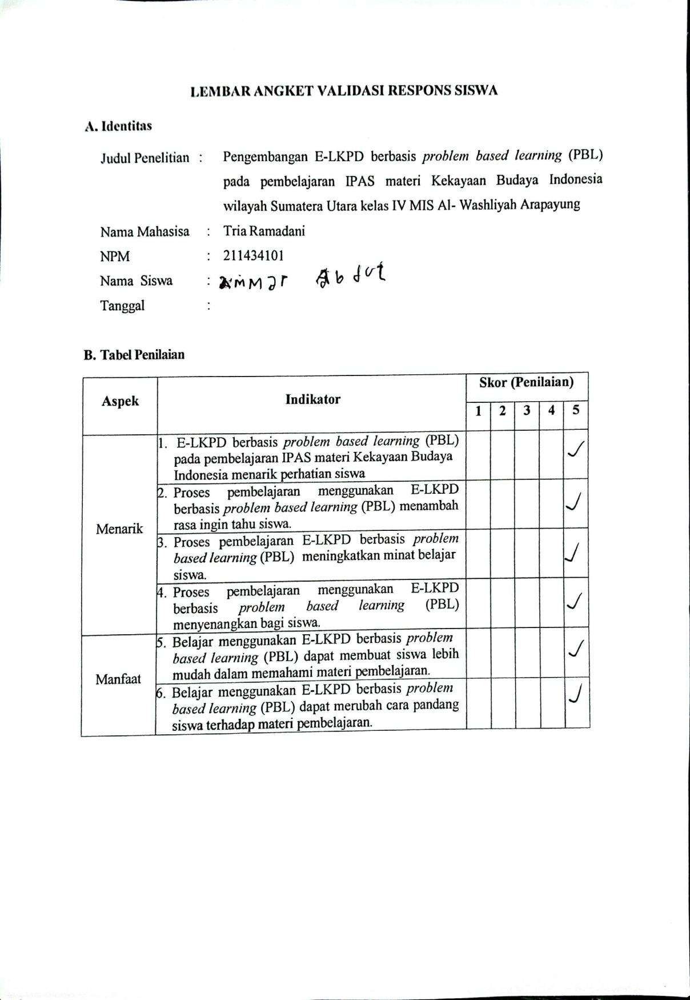 LEMBAR ANGKET VALIDASI RESPONS SISWA
A. Identitas
Judul Penelitian : Pengembangan E-LKPD berbasis problem based learning (PBL)
pada pembelajaran IPAS materi Kekayaan Budaya Indonesia
wilayah Sumatera Utara kelas IV MIS Al- Washliyah Arapayung
Nama Mahasisa : Tria Ramadani
NPM : 211434101
Nama Siswa :
Tanggal :
B. Tabel Penilaian
Aspek Indikator Skor (Penilaian)
1 2 3 4 5
Menarik
1. E-LKPD berbasis problem based learning (PBL)
pada pembelajaran IPAS materi Kekayaan Budaya
Indonesia menarik perhatian siswa
2. Proses pembelajaran menggunakan E-LKPD
berbasis problem based learning (PBL) menambah
rasa ingin tahu siswa.
3. Proses pembelajaran E-LKPD berbasis problem
based learning (PBL) meningkatkan minat belajar
siswa.
4. Proses pembelajaran menggunakan E-LKPD
berbasis problem based learning (PBL)
menyenangkan bagi siswa.
Manfaat
5. Belajar menggunakan E-LKPD berbasis problem
based learning (PBL) dapat membuat siswa lebih
mudah dalam memahami materi pembelajaran.
6. Belajar menggunakan E-LKPD berbasis problem
based learning (PBL) dapat merubah cara pandang
siswa terhadap materi pembelajaran.